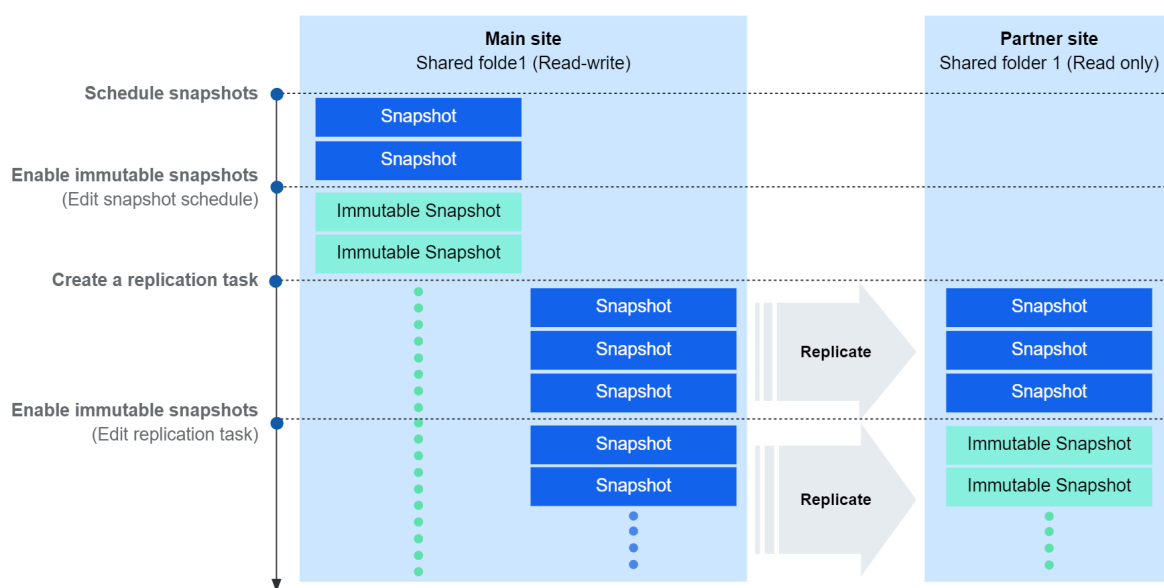 Main site
Shared folde1 (Read-write)
Partner site
Shared folder 1 (Read only)
Schedule snapshots
Snapshot
Snapshot
Enable immutable snapshots
(Edit snapshot schedule)
Immutable Snapshot
Immutable Snapshot
Create a replication task
Snapshot
Snapshot
Snapshot
Replicate
Snapshot
Snapshot
Snapshot
Enable immutable snapshots
(Edit replication task)
Snapshot
Snapshot
Replicate
Immutable Snapshot
Immutable Snapshot